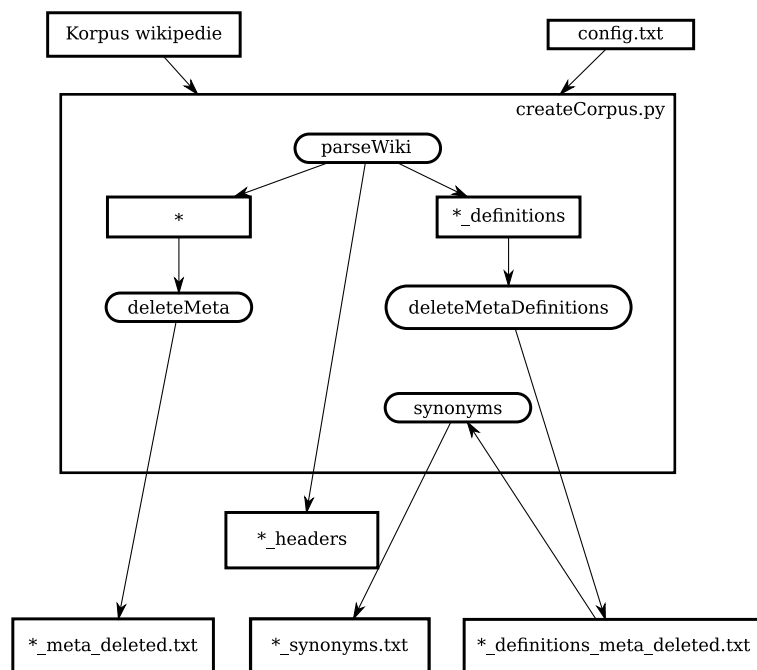 Korpus wikipedie
config.txt
createCorpus.py
parseWiki
*
*_definitions
deleteMeta
deleteMetaDefinitions
synonyms
*_headers
*_meta_deleted.txt
*_synonyms.txt
*_definitions_meta_deleted.txt